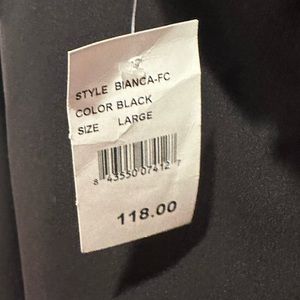 STYLE BIANCA-FC
COLOR BLACK
SIZE LARGE
8 43550 07412 7
118.00